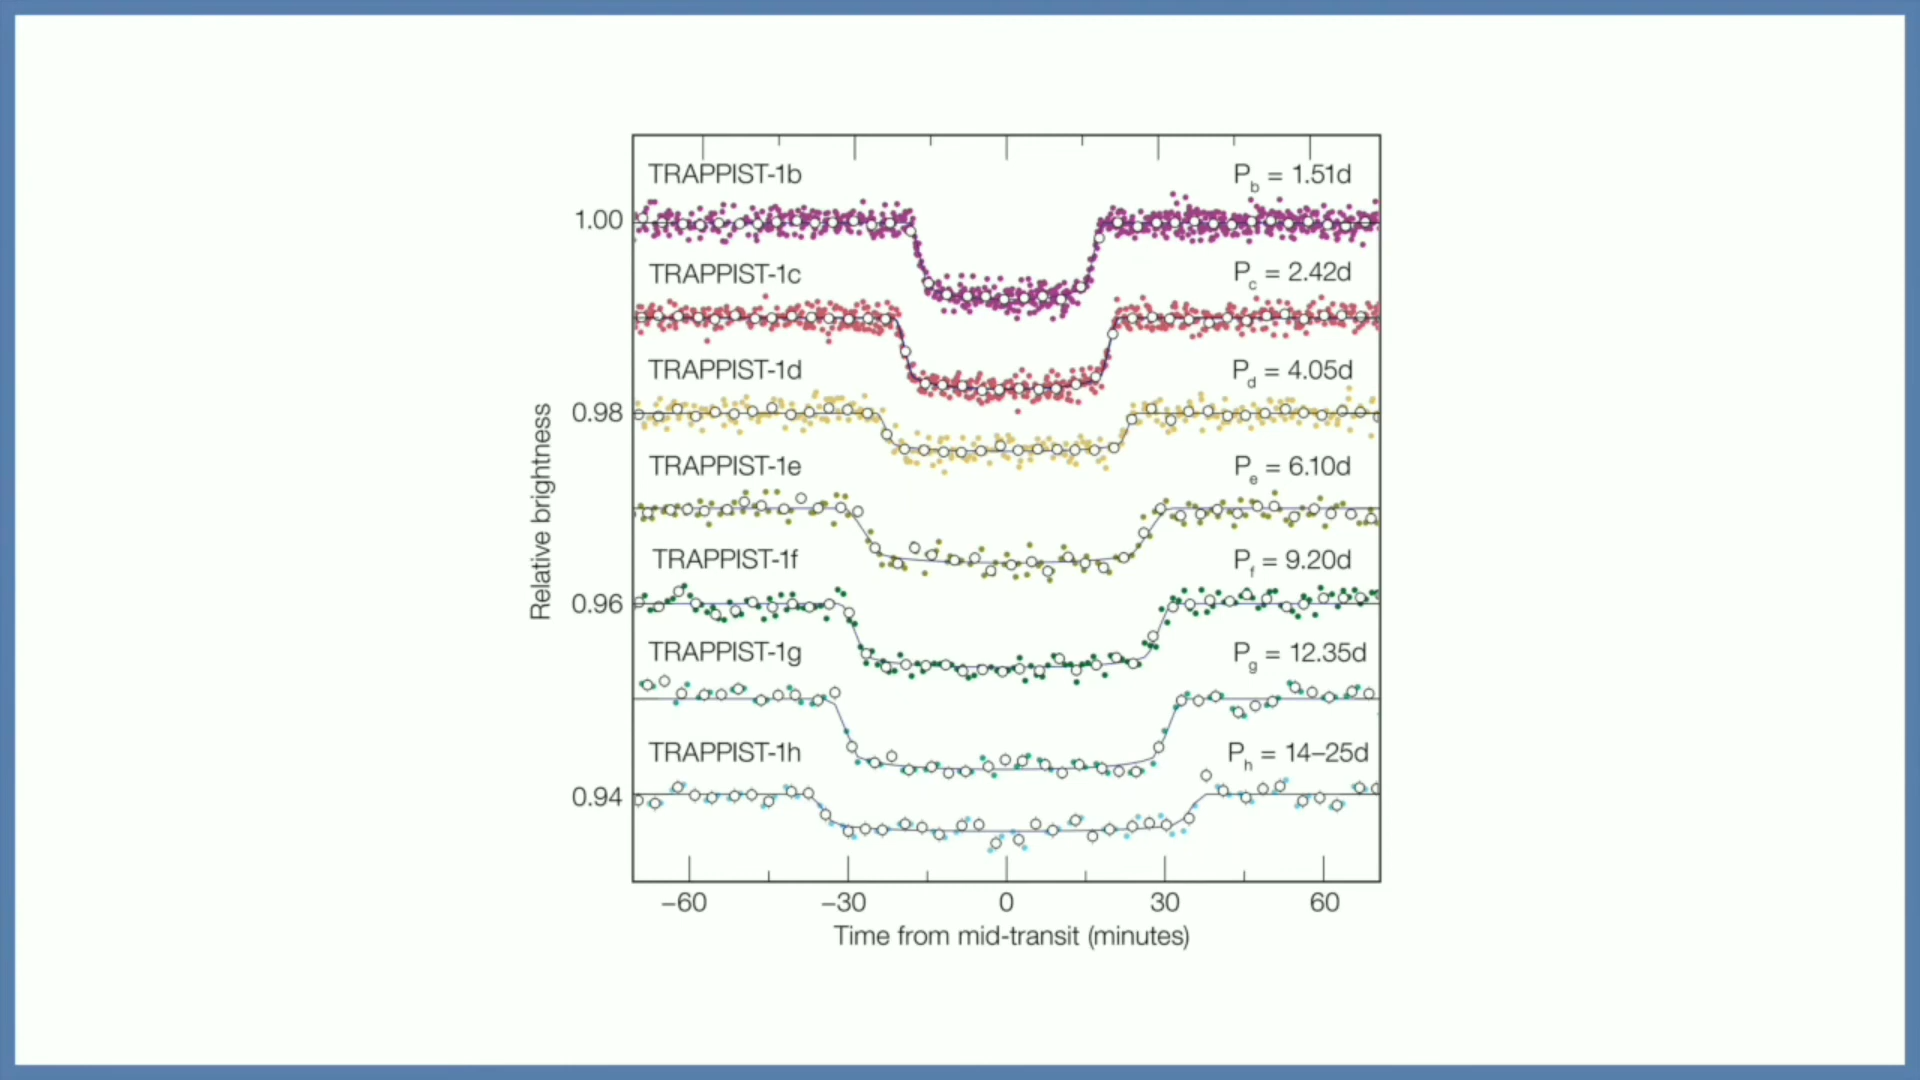 TRAPPIST-1b P_b = 1.51d
1.00
TRAPPIST-1c P_c = 2.42d
TRAPPIST-1d P_d = 4.05d
0.98
TRAPPIST-1e P_e = 6.10d
TRAPPIST-1f P_f = 9.20d
0.96
TRAPPIST-1g P_g = 12.35d
TRAPPIST-1h P_h = 14–25d
0.94
Relative brightness
−60 −30 0 30 60
Time from mid-transit (minutes)